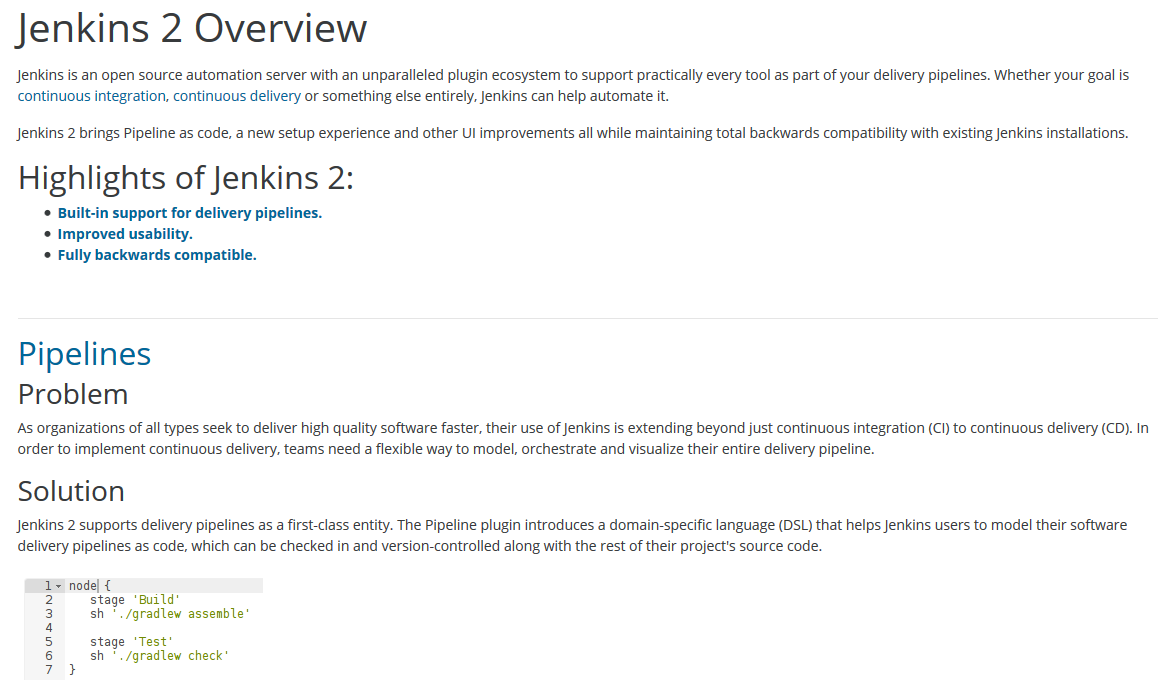 Jenkins 2 Overview
Jenkins is an open source automation server with an unparalleled plugin ecosystem to support practically every tool as part of your delivery pipelines. Whether your goal is
continuous integration, continuous delivery or something else entirely, Jenkins can help automate it.
Jenkins 2 brings Pipeline as code, a new setup experience and other UI improvements all while maintaining total backwards compatibility with existing Jenkins installations.
Highlights of Jenkins 2:
• Built-in support for delivery pipelines.
• Improved usability.
• Fully backwards compatible.
Pipelines
Problem
As organizations of all types seek to deliver high quality software faster, their use of Jenkins is extending beyond just continuous integration (CI) to continuous delivery (CD). In
order to implement continuous delivery, teams need a flexible way to model, orchestrate and visualize their entire delivery pipeline.
Solution
Jenkins 2 supports delivery pipelines as a first-class entity. The Pipeline plugin introduces a domain-specific language (DSL) that helps Jenkins users to model their software
delivery pipelines as code, which can be checked in and version-controlled along with the rest of their project's source code.
1 node {
2 stage 'Build'
3 sh './gradlew assemble'
4
5 stage 'Test'
6 sh './gradlew check'
7 }